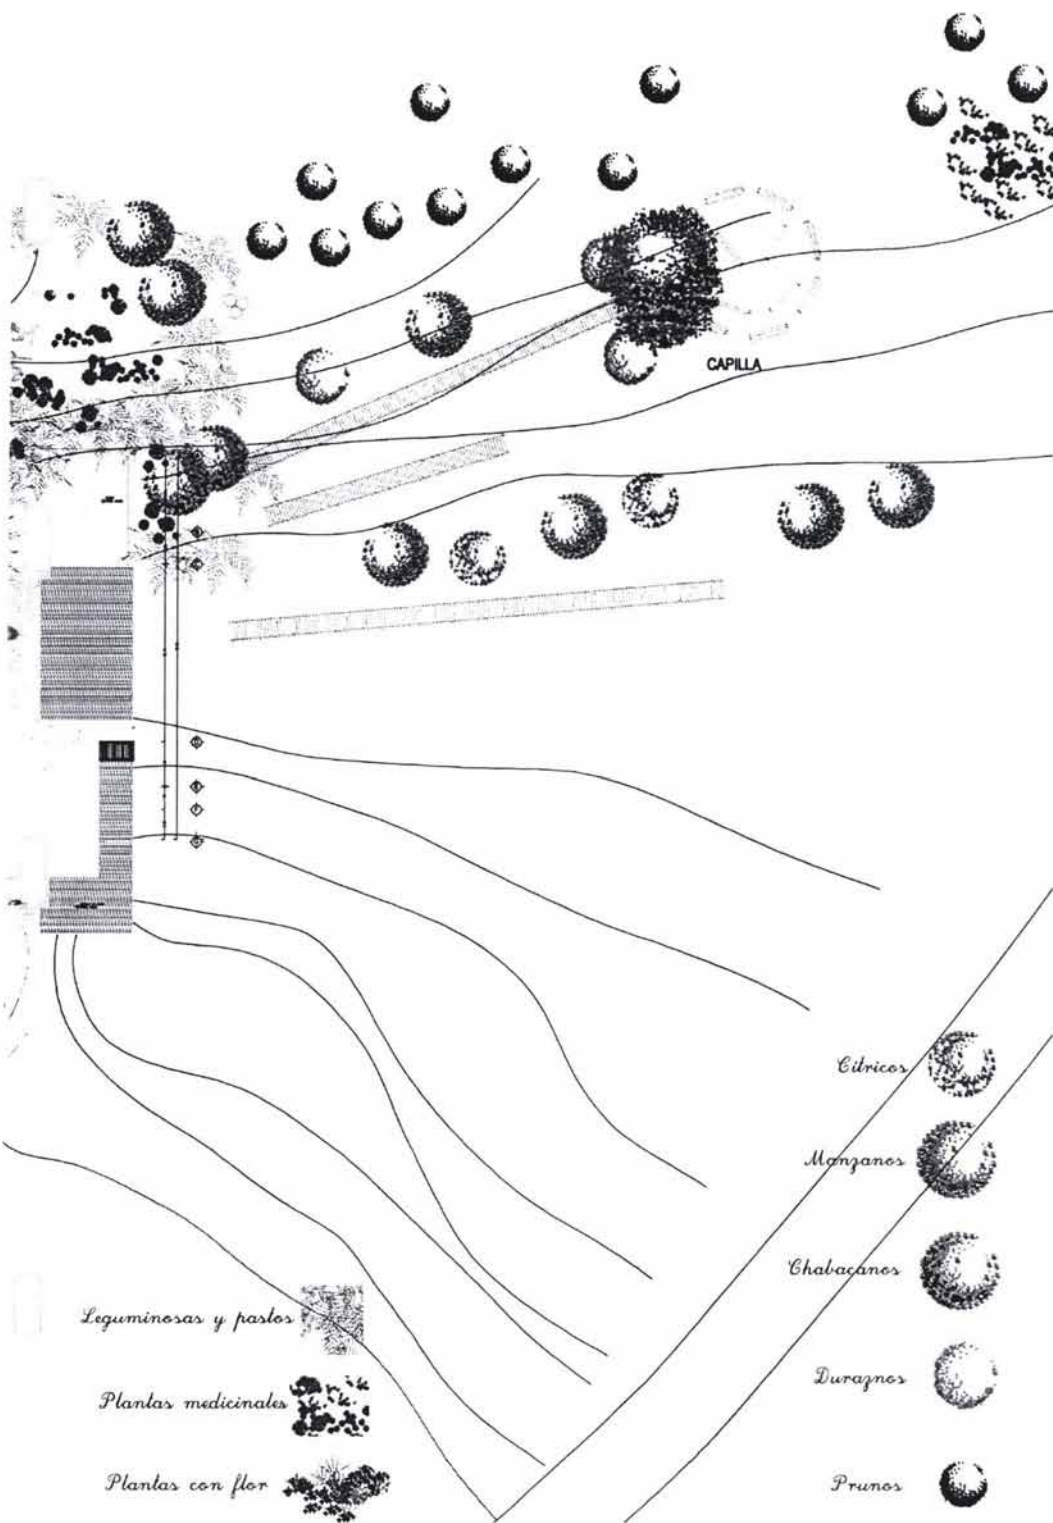 CAPILLA
Cítricos
Manzanos
Chabacanos
Leguminosas y pastos
Duraznos
Plantas medicinales
Plantas con flor
Prunos